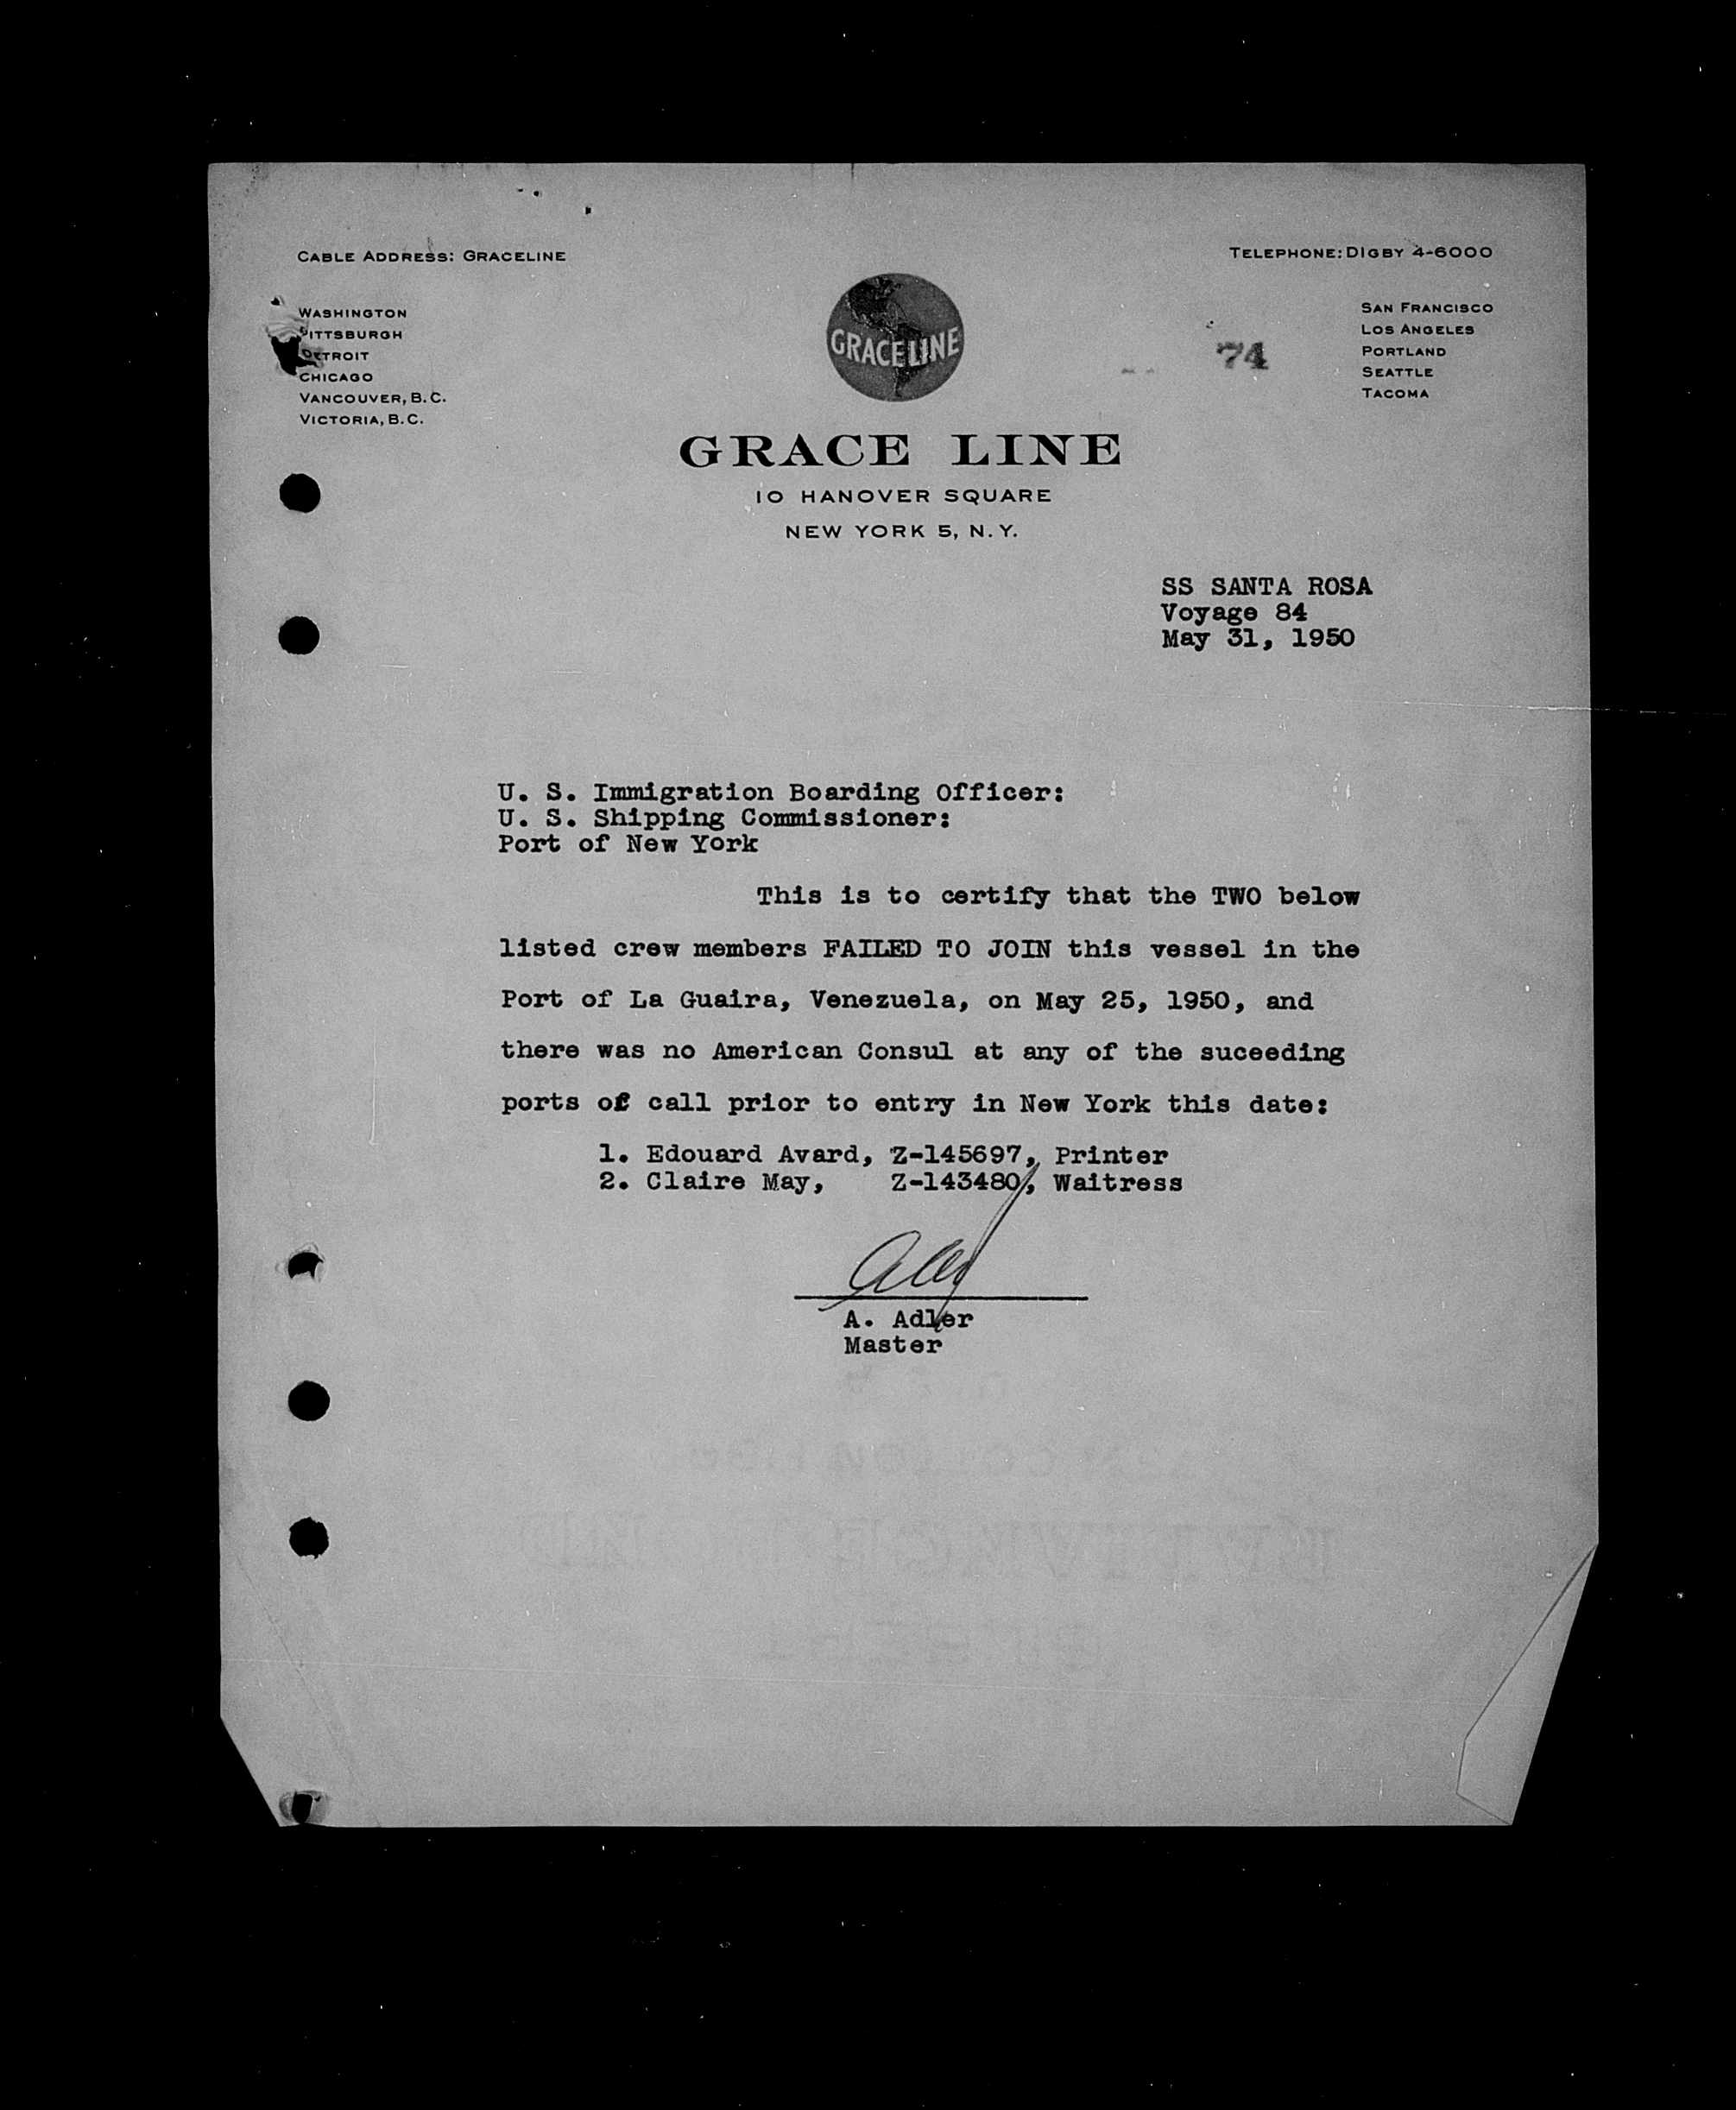 CABLE ADDRESS: GRACELINE
TELEPHONE: DIGBY 4-6000
WASHINGTON
PITTSBURGH
DETROIT
CHICAGO
VANCOUVER, B.C.
VICTORIA, B.C.
GRACE LINE
74
SAN FRANCISCO
LOS ANGELES
PORTLAND
SEATTLE
TACOMA
GRACE LINE
10 HANOVER SQUARE
NEW YORK 5, N.Y.
SS SANTA ROSA
Voyage 84
May 31, 1950
U. S. Immigration Boarding Officer:
U. S. Shipping Commissioner:
Port of New York
This is to certify that the TWO below
listed crew members FAILED TO JOIN this vessel in the
Port of La Guaira, Venezuela, on May 25, 1950, and
there was no American Consul at any of the suceeding
ports of call prior to entry in New York this date:
1. Edouard Avard, Z-145697, Printer
2. Claire May, Z-143480, Waitress
A. Adler
Master